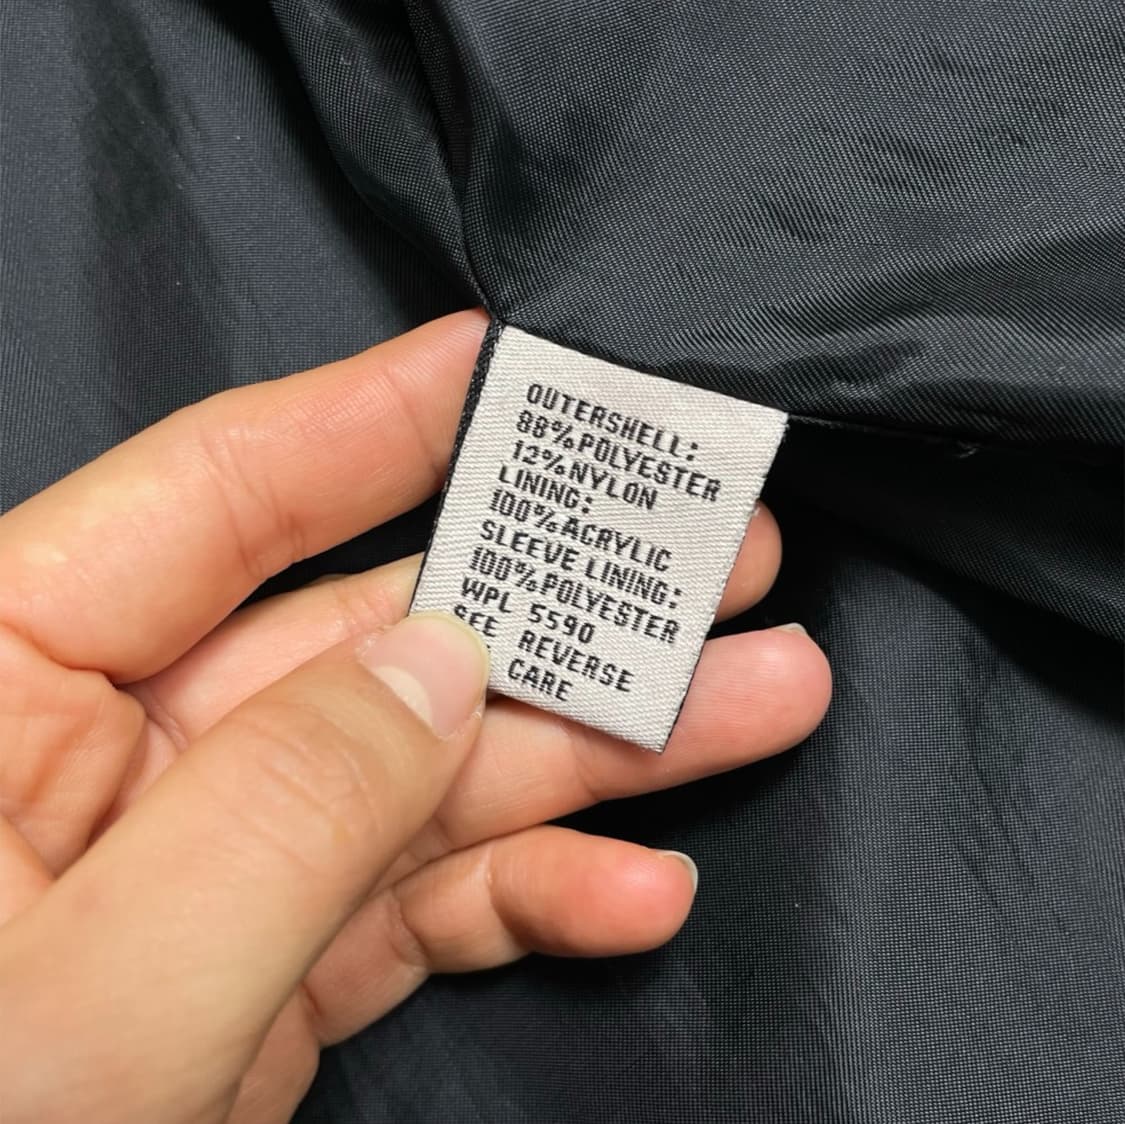 OUTERSHELL:
88%POLYESTER
12%NYLON
LINING:
100%ACRYLIC
SLEEVE LINING:
100%POLYESTER
WPL 5590
SEE REVERSE
CARE